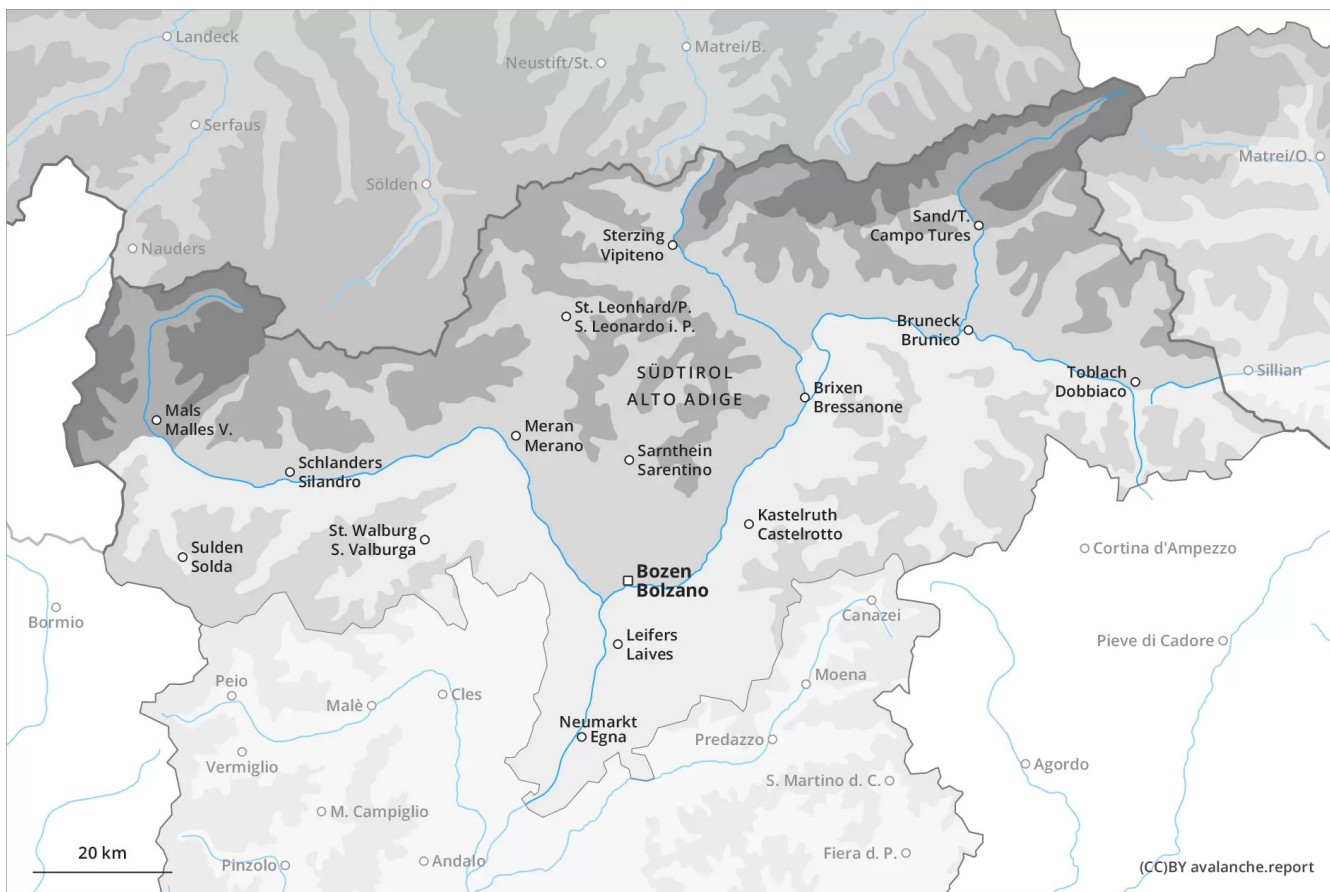 Landeck
Matrei/B.
Neustift/St.
Serfaus
Matrei/O.
Sölden
Sand/T.
Campo Tures
Sterzing
Vipiteno
Nauders
St. Leonhard/P.
S. Leonardo i. P.
Bruneck
Brunico
SÜDTIROL
ALTO ADIGE
Toblach
Dobbiaco
Sillian
Brixen
Bressanone
Mals
Malles V.
Meran
Merano
Sarnthein
Sarentino
Schlanders
Silandro
Kastelruth
Castelrotto
St. Walburg
S. Valburga
Sulden
Solda
Cortina d'Ampezzo
Bozen
Bolzano
Bormio
Canazei
Leifers
Laives
Pieve di Cadore
Peio
Moena
Malè
Cles
Neumarkt
Egna
Predazzo
Vermiglio
Agordo
S. Martino d. C.
M. Campiglio
20 km
Pinzolo
Andalo
Fiera d. P.
(CC)BY avalanche.report